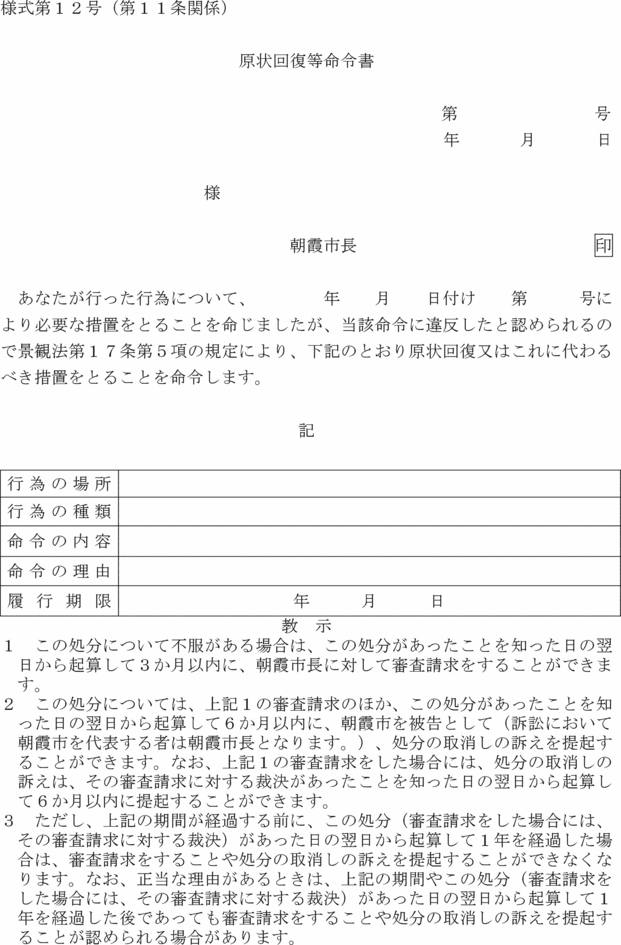 様式第１２号（第１１条関係）
原状回復等命令書
第　　　　　　　　号
年　　　　月　　　　日
様
朝霞市長　　　　　　　　　　　　　　印
あなたが行った行為について、　　　　　年　　月　　日付け　　第　　　号に
より必要な措置をとることを命じましたが、当該命令に違反したと認められるの
で景観法第１７条第５項の規定により、下記のとおり原状回復又はこれに代わる
べき措置をとることを命令します。
記
行為の場所
行為の種類
命令の内容
命令の理由
履行期限　　　　　　　　　　　年　　　月　　　日
教　示
１　この処分について不服がある場合は、この処分があったことを知った日の翌
日から起算して３か月以内に、朝霞市長に対して審査請求をすることができま
す。
２　この処分については、上記１の審査請求のほか、この処分があったことを知
った日の翌日から起算して６か月以内に、朝霞市を被告として（訴訟において
朝霞市を代表する者は朝霞市長となります。）、処分の取消しの訴えを提起す
ることができます。なお、上記１の審査請求をした場合には、処分の取消しの
訴えは、その審査請求に対する裁決があったことを知った日の翌日から起算し
て６か月以内に提起することができます。
３　ただし、上記の期間が経過する前に、この処分（審査請求をした場合には、
その審査請求に対する裁決）があった日の翌日から起算して１年を経過した場
合は、審査請求をすることや処分の取消しの訴えを提起することができなくな
ります。なお、正当な理由があるときは、上記の期間やこの処分（審査請求を
した場合には、その審査請求に対する裁決）があった日の翌日から起算して１
年を経過した後であっても審査請求をすることや処分の取消しの訴えを提起す
ることが認められる場合があります。